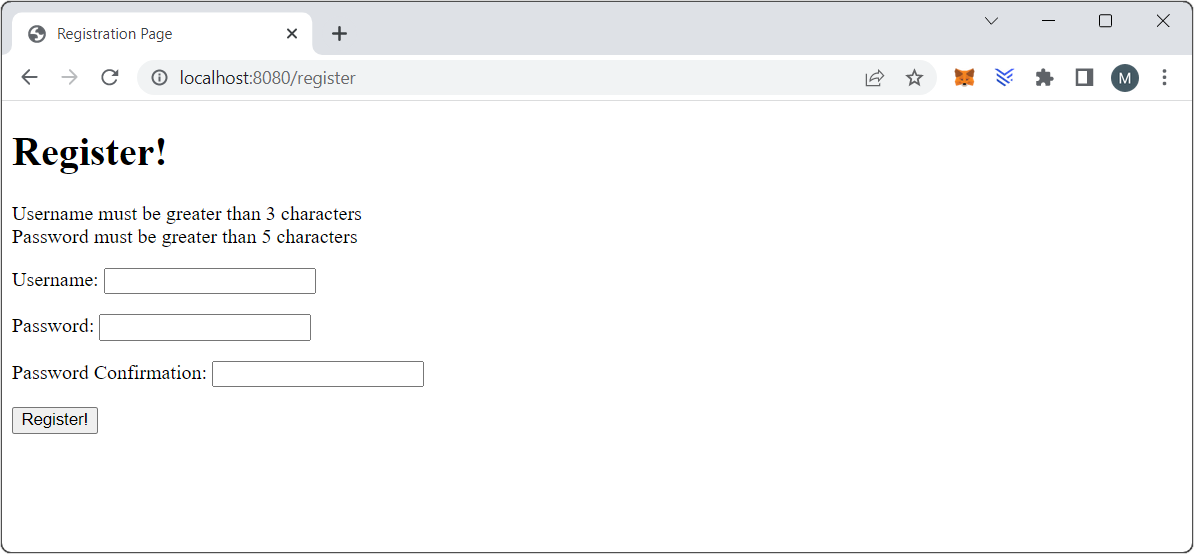 Registration Page
localhost:8080/register
M
Register!
Username must be greater than 3 characters
Password must be greater than 5 characters
Username:
Password:
Password Confirmation:
Register!